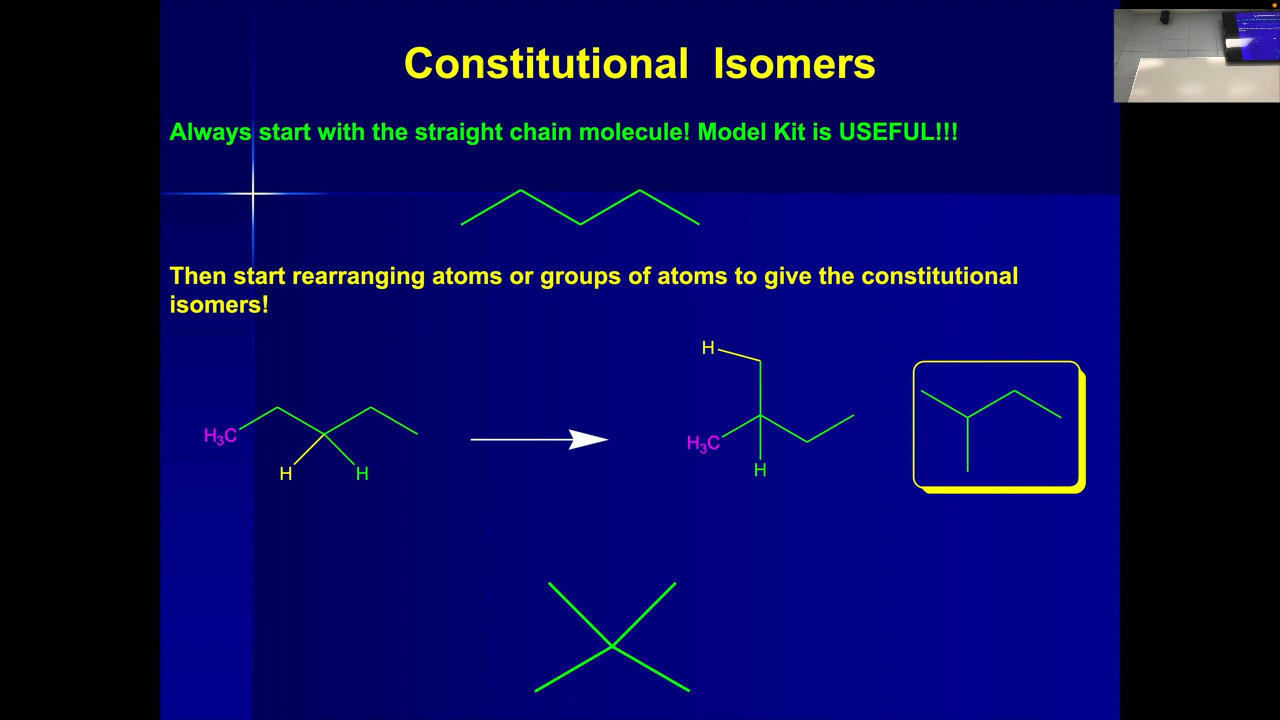 Constitutional Isomers
Always start with the straight chain molecule! Model Kit is USEFUL!!!
Then start rearranging atoms or groups of atoms to give the constitutional
isomers!
H
H₃C
H₃C
H
H
H